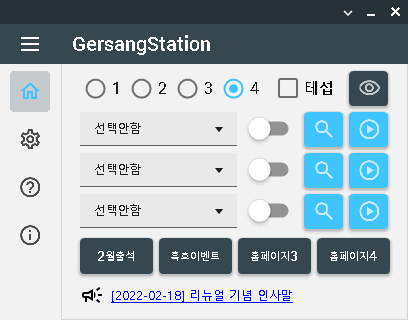 GersangStation
1 2 3 4 테섭
선택안함
선택안함
선택안함
2월출석 흑호이벤트 홈페이지3 홈페이지4
[2022-02-18] 리뉴얼 기념 인사말